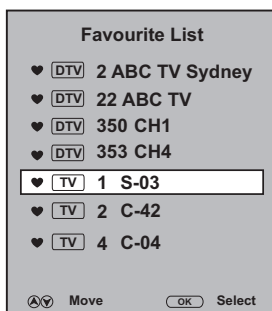 Favourite List
DTV 2 ABC TV Sydney
DTV 22 ABC TV
DTV 350 CH1
DTV 353 CH4
TV 1 S-03
TV 2 C-42
TV 4 C-04
Move OK Select